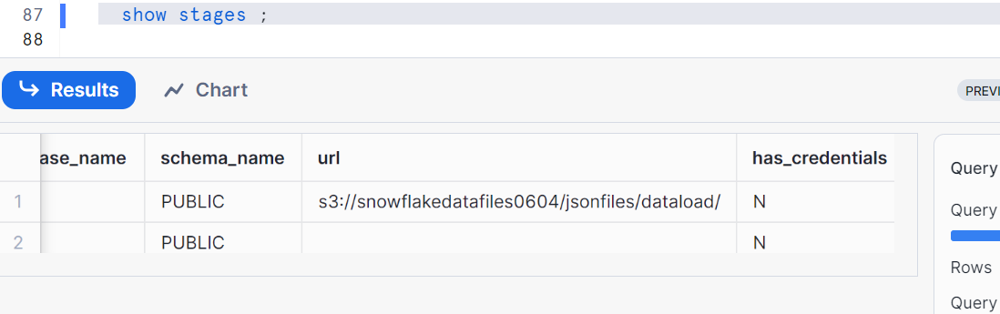 87 show stages ;
88
Results Chart PREVI
ase_name schema_name url has_credentials Query
1 PUBLIC s3://snowflakedatafiles0604/jsonfiles/dataload/ N Query
2 PUBLIC N
Rows
Query